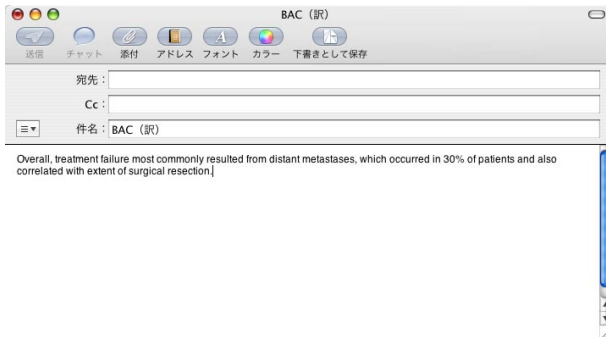 BAC（訳）
送信 チャット 添付 アドレス フォント カラー 下書きとして保存
宛先：
Cc：
件名：BAC（訳）
Overall, treatment failure most commonly resulted from distant metastases, which occurred in 30% of patients and also
correlated with extent of surgical resection.